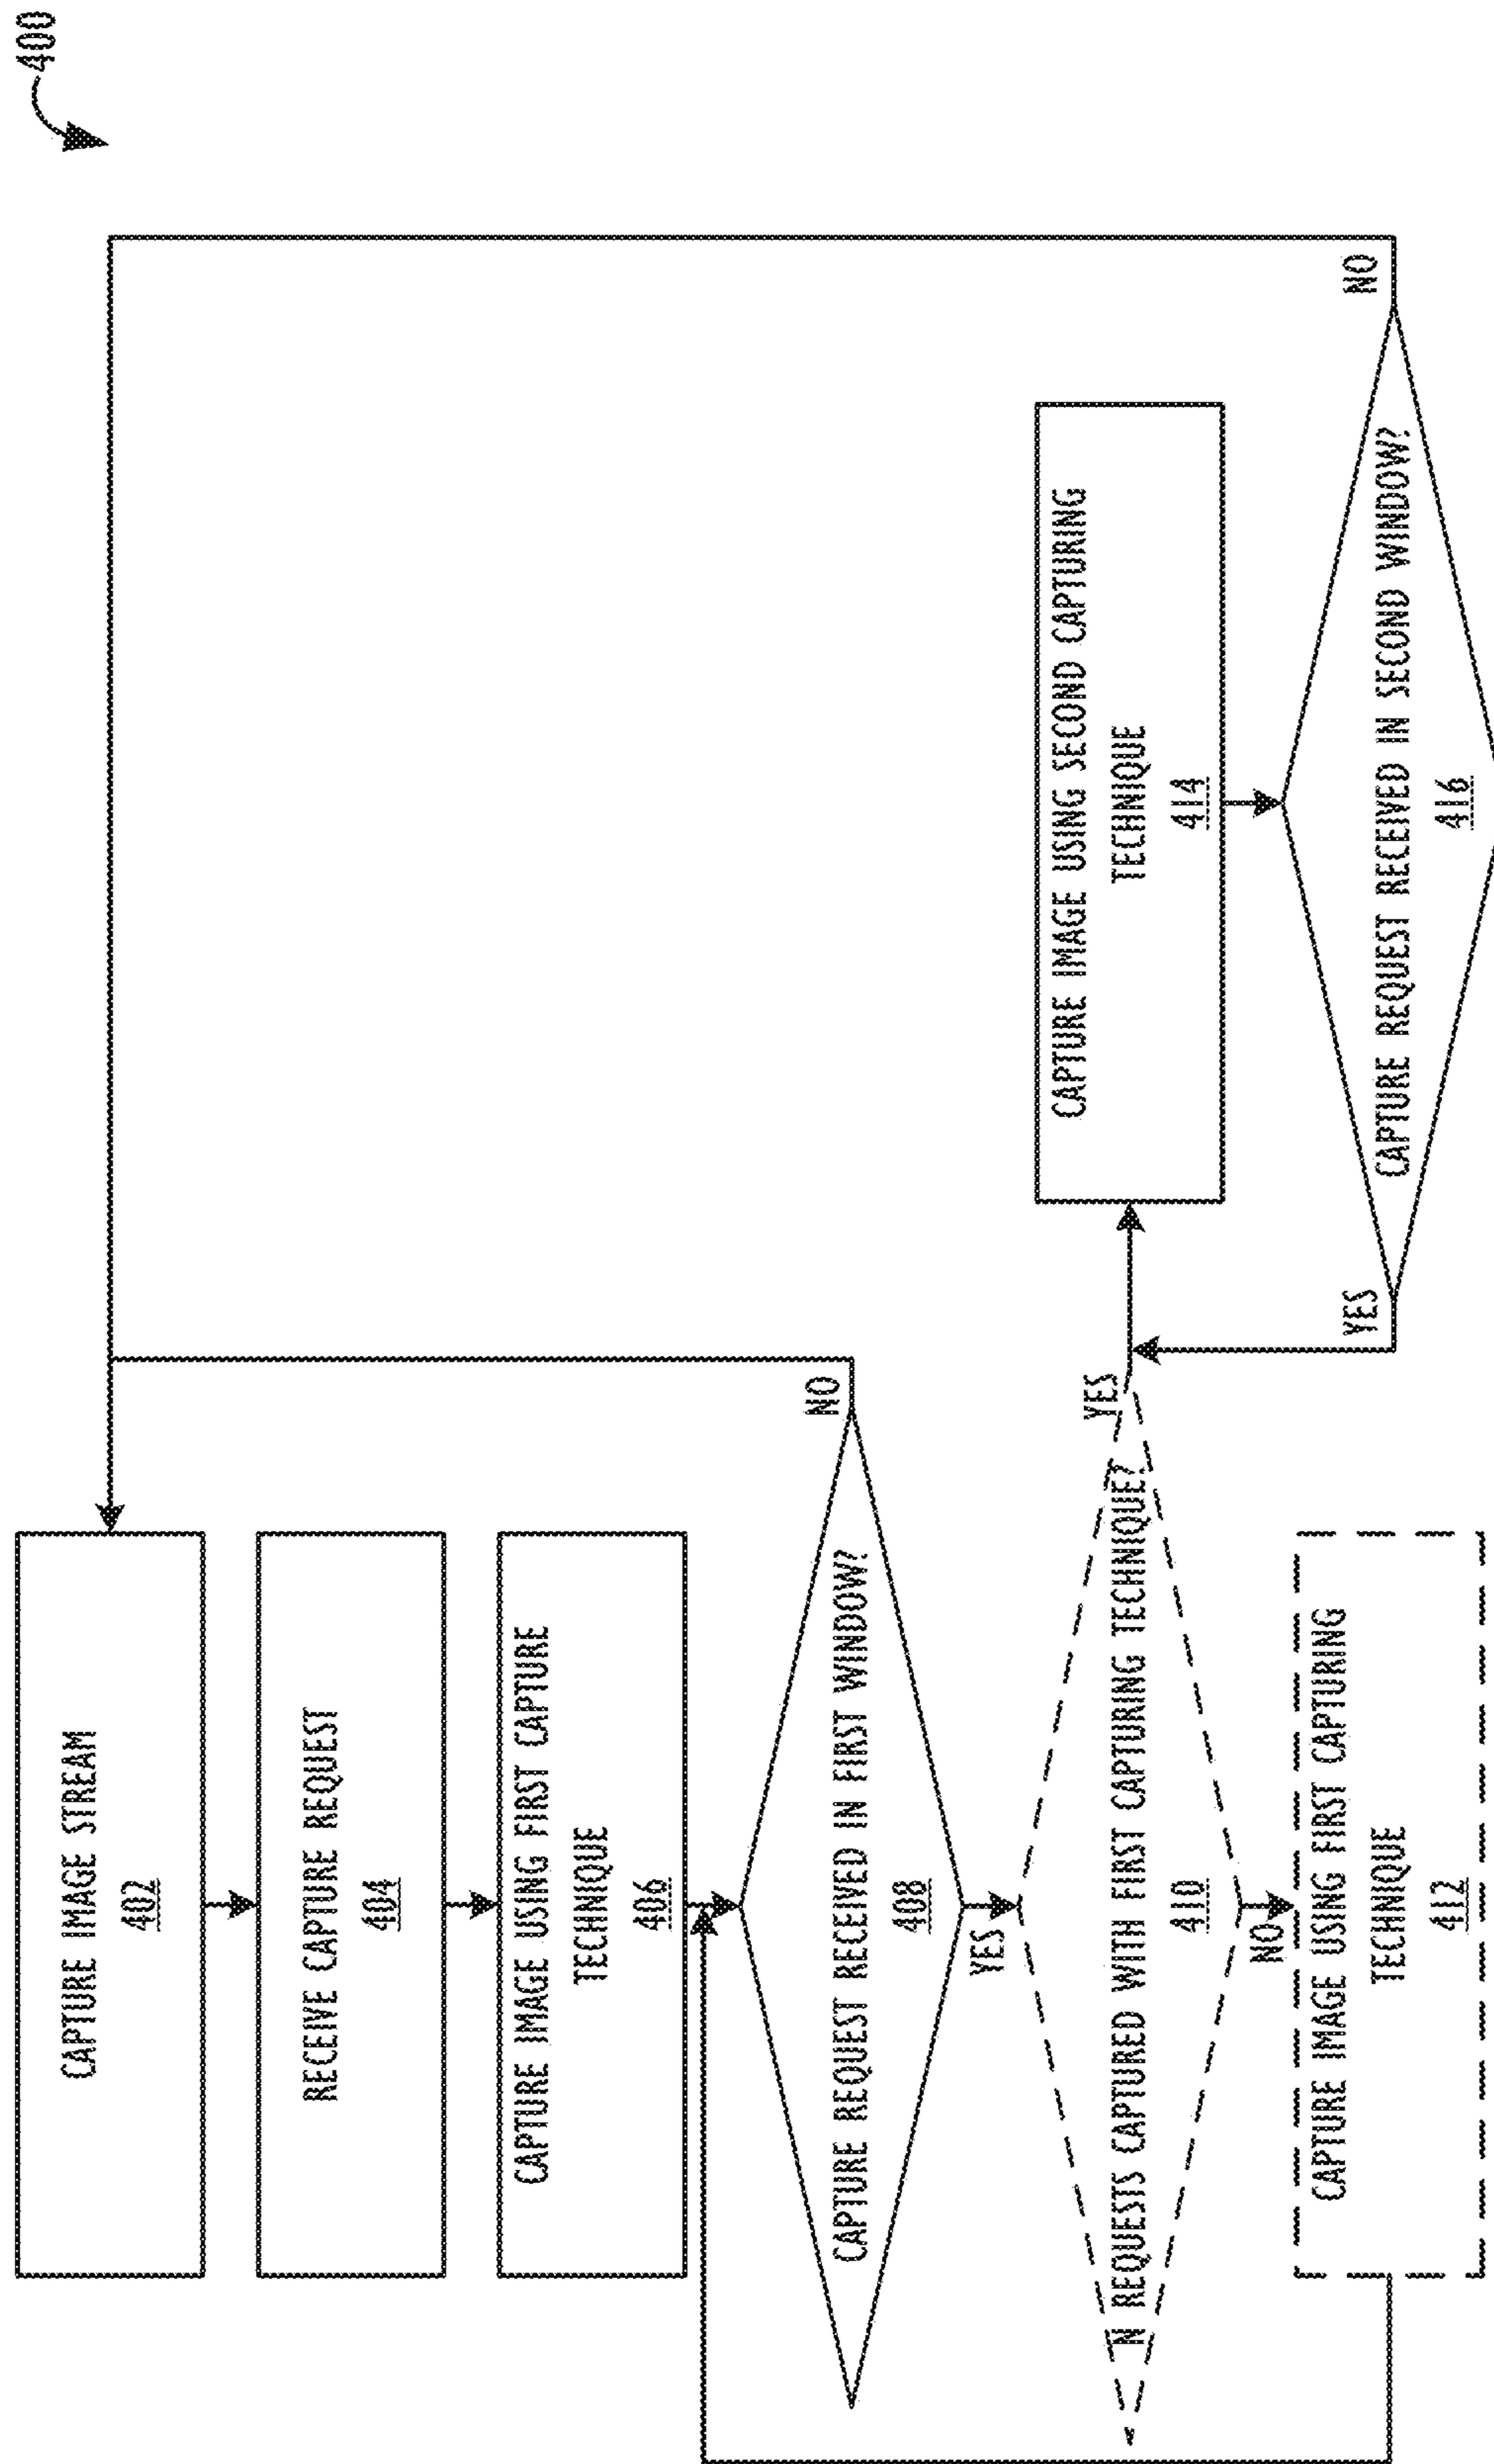 400
CAPTURE IMAGE STREAM
402
RECEIVE CAPTURE REQUEST
404
CAPTURE IMAGE USING FIRST CAPTURE
TECHNIQUE
406
CAPTURE REQUEST RECEIVED IN FIRST WINDOW?
408
NO
YES
N REQUESTS CAPTURED WITH FIRST CAPTURING TECHNIQUE?
410
YES
NO
CAPTURE IMAGE USING FIRST CAPTURING
TECHNIQUE
412
CAPTURE IMAGE USING SECOND CAPTURING
TECHNIQUE
414
CAPTURE REQUEST RECEIVED IN SECOND WINDOW?
416
YES
NO